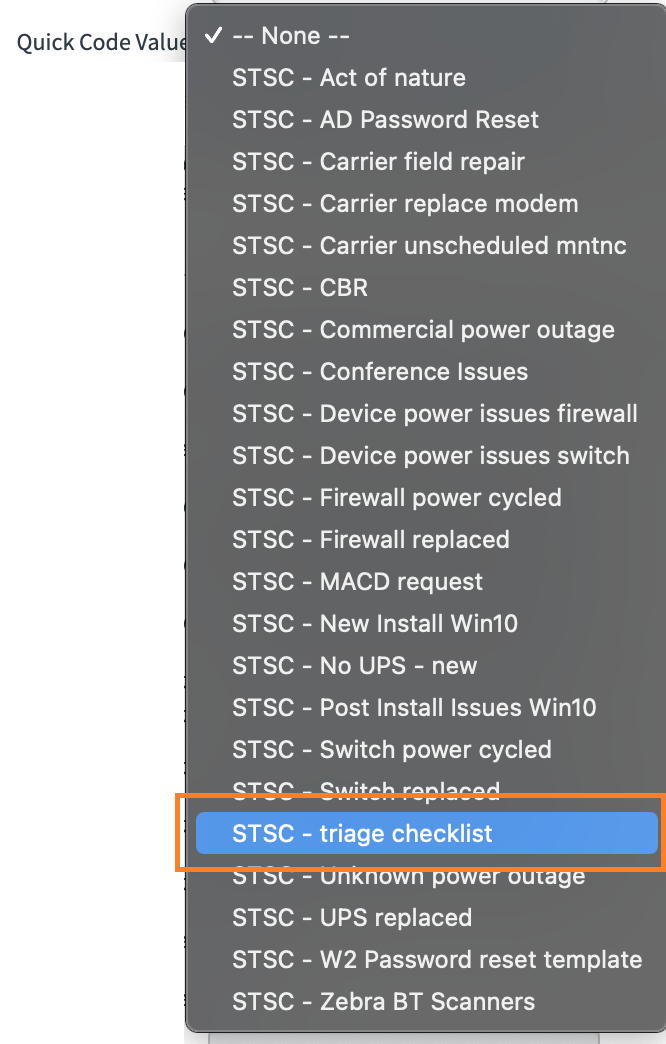 Quick Code Value
✓ -- None --
STSC - Act of nature
STSC - AD Password Reset
STSC - Carrier field repair
STSC - Carrier replace modem
STSC - Carrier unscheduled mntnc
STSC - CBR
STSC - Commercial power outage
STSC - Conference Issues
STSC - Device power issues firewall
STSC - Device power issues switch
STSC - Firewall power cycled
STSC - Firewall replaced
STSC - MACD request
STSC - New Install Win10
STSC - No UPS - new
STSC - Post Install Issues Win10
STSC - Switch power cycled
STSC - Switch replaced
STSC - triage checklist
STSC - Unknown power outage
STSC - UPS replaced
STSC - W2 Password reset template
STSC - Zebra BT Scanners